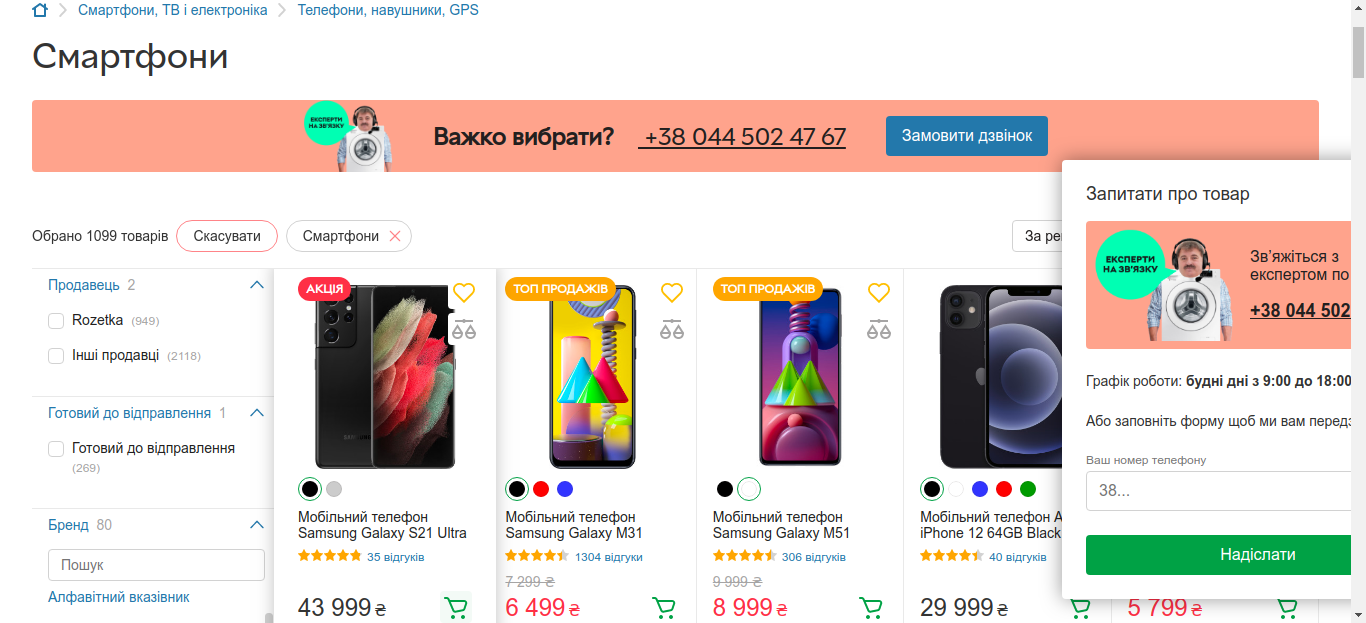 Смартфони, ТВ і електроніка
Телефони, навушники, GPS
Смартфони
ЕКСПЕРТИ
НА ЗВ'ЯЗКУ
Важко вибрати?
+38 044 502 47 67
Замовити дзвінок
Обрано 1099 товарів
Скасувати
Смартфони
За ре
Продавець 2
Rozetka (949)
Інші продавці (2118)
Готовий до відправлення 1
Готовий до відправлення
(269)
Бренд 80
Пошук
Алфавітний вказівник
АКЦІЯ
SAMSUNG
Мобільний телефон
Samsung Galaxy S21 Ultra
35 відгуків
43 999 ₴
ТОП ПРОДАЖІВ
Мобільний телефон
Samsung Galaxy M31
1304 відгуки
7 299 ₴
6 499 ₴
ТОП ПРОДАЖІВ
Мобільний телефон
Samsung Galaxy M51
306 відгуків
9 999 ₴
8 999 ₴
Мобільний телефон A
iPhone 12 64GB Black
40 відгуків
29 999 ₴
5 799 ₴
Запитати про товар
ЕКСПЕРТИ
НА ЗВ'ЯЗКУ
Зв’яжіться з
експертом по
+38 044 502
Графік роботи: будні дні з 9:00 до 18:00
Або заповніть форму щоб ми вам передз
Ваш номер телефону
38...
Надіслати